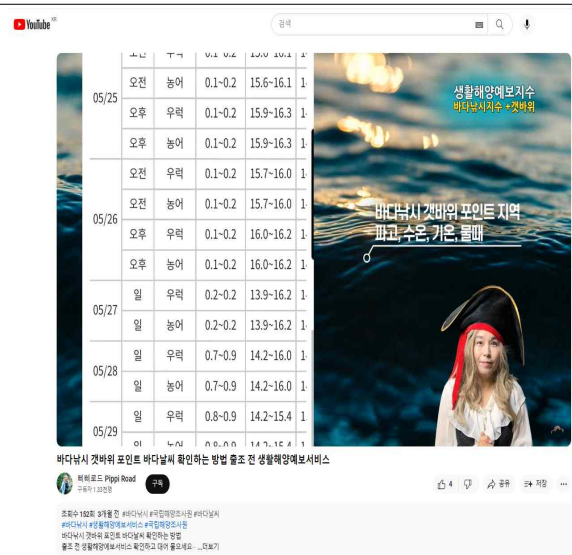 YouTube KR
검색
생활해양예보지수
바다낚시지수 +갯바위
05/25
오전 농어 0.1~0.2 15.6~16.1
오후 우럭 0.1~0.2 15.9~16.3
오후 농어 0.1~0.2 15.9~16.3
05/26
오전 우럭 0.1~0.2 15.7~16.0
오전 농어 0.1~0.2 15.7~16.0
오후 우럭 0.1~0.2 16.0~16.2
오후 농어 0.1~0.2 16.0~16.2
05/27
일 우럭 0.2~0.2 13.9~16.2
일 농어 0.2~0.2 13.9~16.2
05/28
일 우럭 0.7~0.9 14.2~16.0
일 농어 0.7~0.9 14.2~16.0
05/29
일 우럭 0.8~0.9 14.2~15.4
바다낚시 갯바위 포인트 지역
파고, 수온, 기온, 물때
바다낚시 갯바위 포인트 바다날씨 확인하는 방법 출조 전 생활해양예보서비스
삐삐로드 Pippi Road
구독
4
공유
저장
조회수 152회 3개월 전 #바다낚시 #국립해양조사원 #바다날씨
#바다낚시 #생활해양예보서비스 #국립해양조사원
바다낚시 갯바위 포인트 바다날씨 확인하는 방법
출조 전 생활해양예보서비스 확인하고 대어 물으세요~ ...더보기